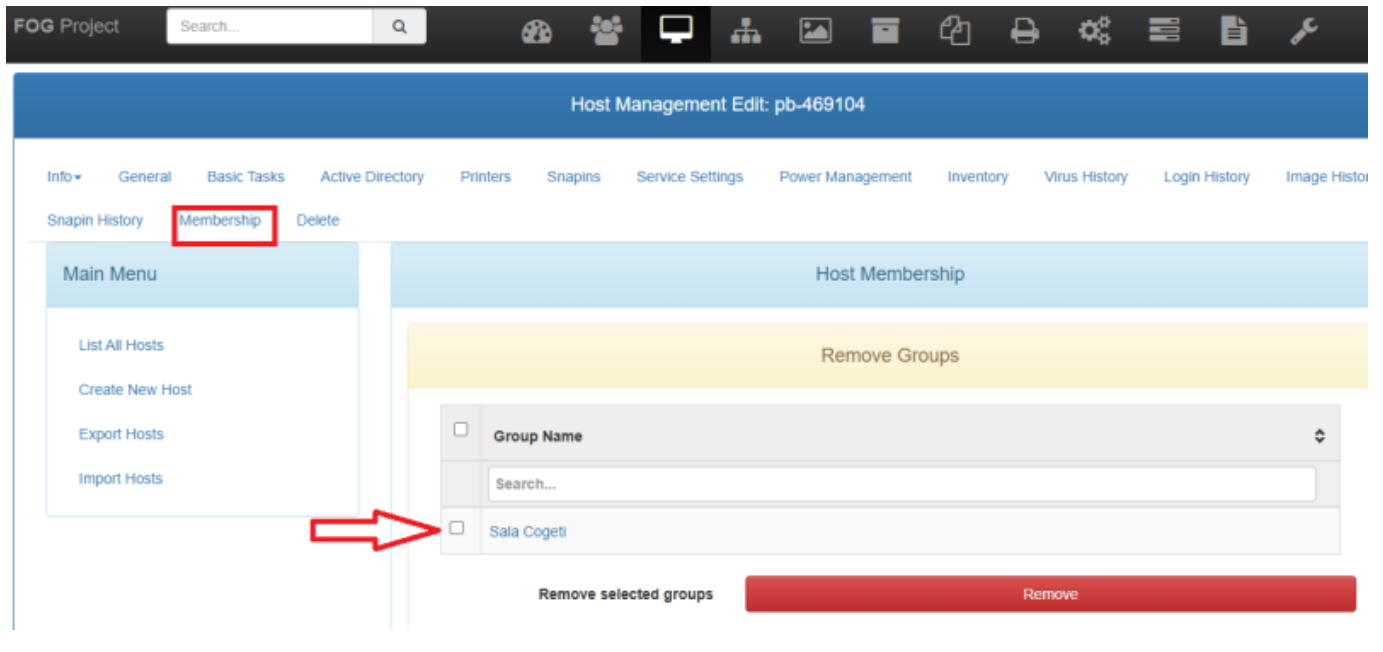 FOG Project Search...
Host Management Edit: pb-469104
Info General Basic Tasks Active Directory Printers Snapins Service Settings Power Management Inventory Virus History Login History Image Histo
Snapin History Membership Delete
Main Menu
List All Hosts
Create New Host
Export Hosts
Import Hosts
Host Membership
Remove Groups
Group Name
Search...
Sala Cogeti
Remove selected groups Remove